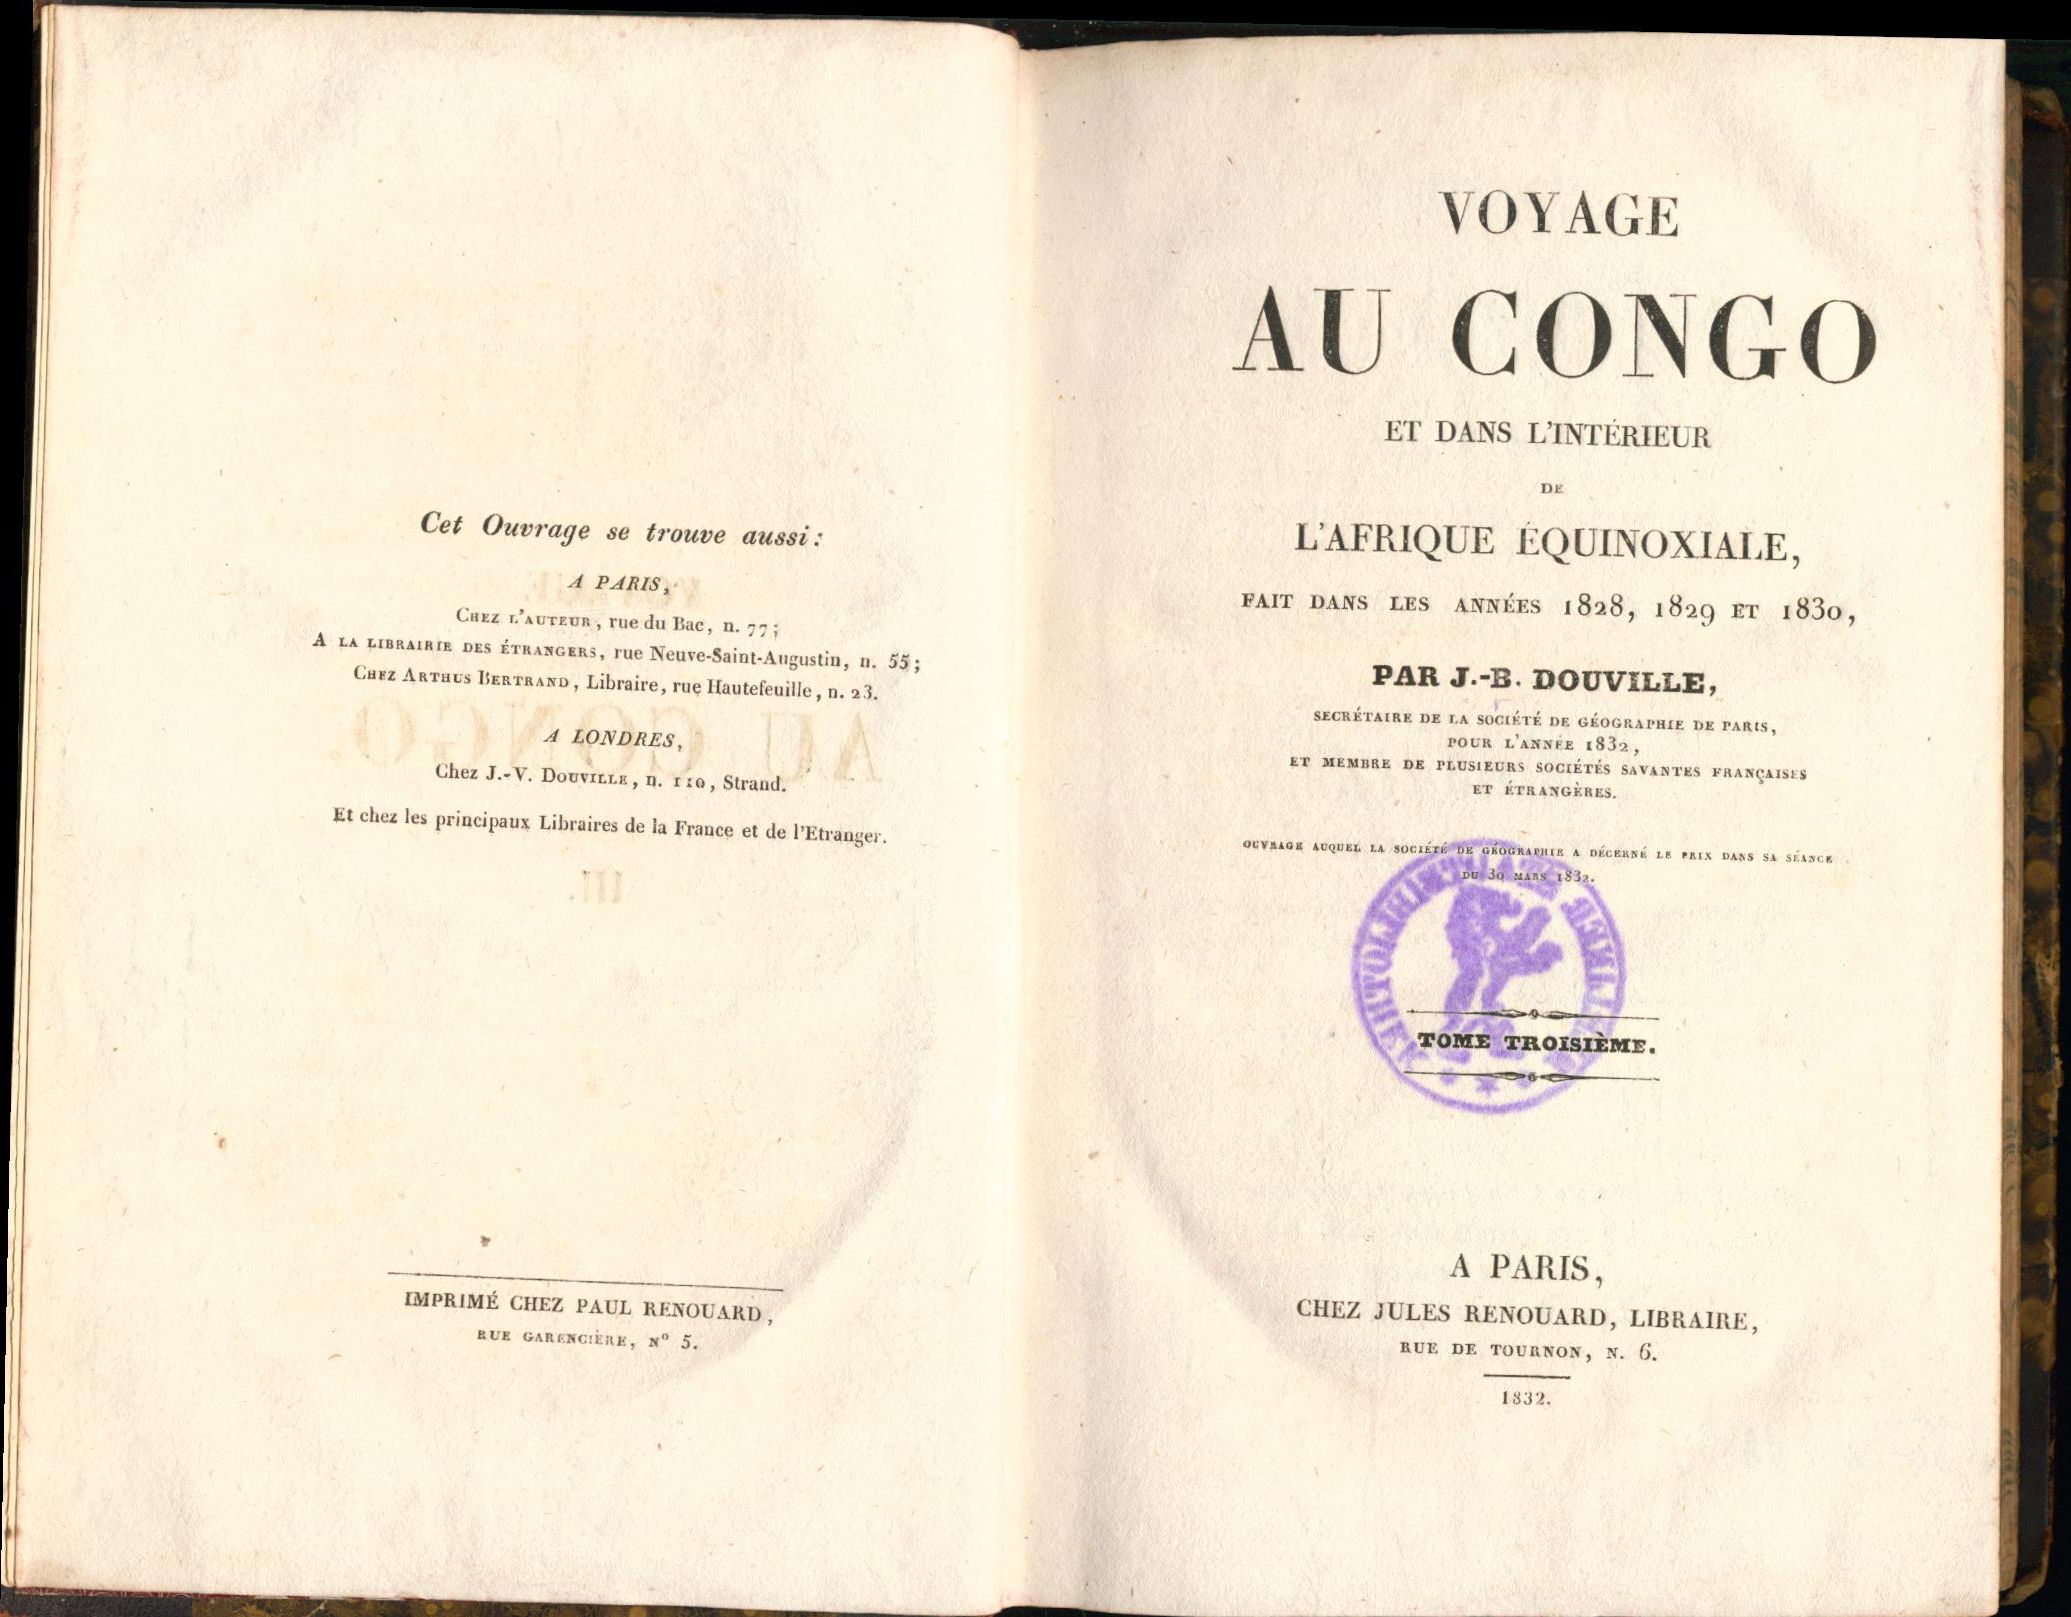 Cet Ouvrage se trouve aussi :
A PARIS,
CHEZ L'AUTEUR, rue du Bac, n. 77;
A LA LIBRAIRIE DES ÉTRANGERS, rue Neuve-Saint-Augustin, n. 55;
CHEZ ARTHUS BERTRAND, Libraire, rue Hautefeuille, n. 23.
A LONDRES,
Chez J.-V. DOUVILLE, n. 110, Strand.
Et chez les principaux Libraires de la France et de l'Etranger.
IMPRIMÉ CHEZ PAUL RENOUARD,
RUE GARENCIÈRE, N° 5.
VOYAGE
AU CONGO
ET DANS L'INTÉRIEUR
DE
L'AFRIQUE ÉQUINOXIALE,
FAIT DANS LES ANNÉES 1828, 1829 ET 1830,
PAR J.-B. DOUVILLE,
SECRÉTAIRE DE LA SOCIÉTÉ DE GÉOGRAPHIE DE PARIS,
POUR L'ANNÉE 1832,
ET MEMBRE DE PLUSIEURS SOCIÉTÉS SAVANTES FRANÇAISES
ET ÉTRANGÈRES.
OUVRAGE AUQUEL LA SOCIÉTÉ DE GÉOGRAPHIE A DÉCERNÉ LE PRIX DANS SA SÉANCE
DU 30 MARS 1832.
TOME TROISIÈME.
A PARIS,
CHEZ JULES RENOUARD, LIBRAIRE,
RUE DE TOURNON, N. 6.
1832.